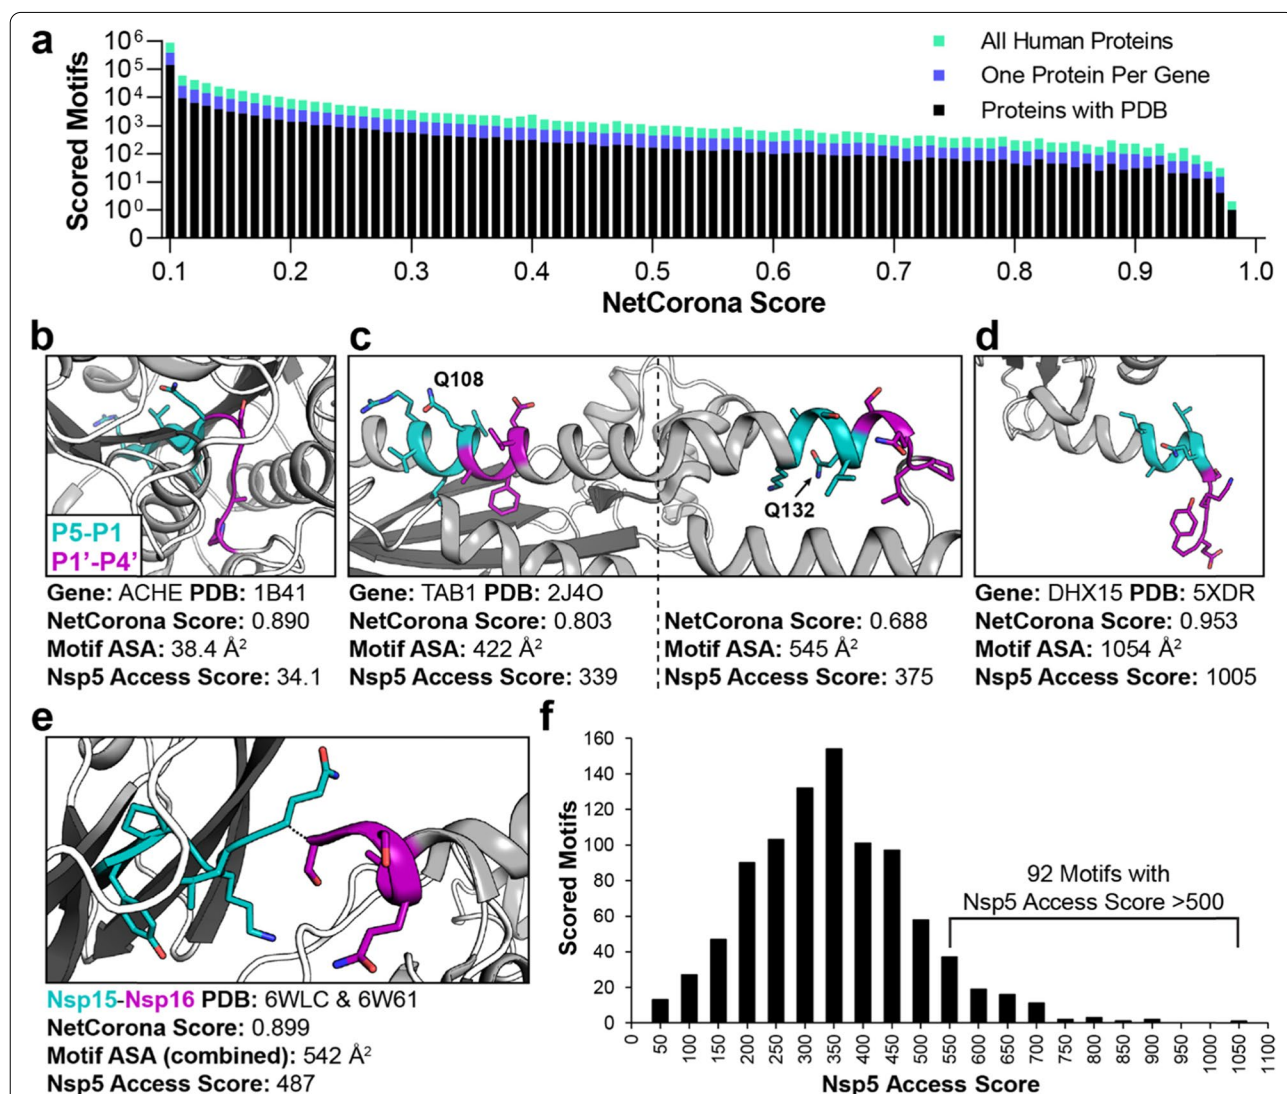 a
10⁶
10⁵
10⁴
10³
10²
10¹
10⁰
0
Scored Motifs
All Human Proteins
One Protein Per Gene
Proteins with PDB
0.1 0.2 0.3 0.4 0.5 0.6 0.7 0.8 0.9 1.0
NetCorona Score
b
P5-P1
P1’-P4’
Gene: ACHE PDB: 1B41
NetCorona Score: 0.890
Motif ASA: 38.4 Å²
Nsp5 Access Score: 34.1
c
Q108
Q132
Gene: TAB1 PDB: 2J4O
NetCorona Score: 0.803
Motif ASA: 422 Å²
Nsp5 Access Score: 339
NetCorona Score: 0.688
Motif ASA: 545 Å²
Nsp5 Access Score: 375
d
Gene: DHX15 PDB: 5XDR
NetCorona Score: 0.953
Motif ASA: 1054 Å²
Nsp5 Access Score: 1005
e
Nsp15-Nsp16 PDB: 6WLC & 6W61
NetCorona Score: 0.899
Motif ASA (combined): 542 Å²
Nsp5 Access Score: 487
f
160
140
120
100
80
60
40
20
0
Scored Motifs
92 Motifs with
Nsp5 Access Score >500
0 50 100 150 200 250 300 350 400 450 500 550 600 650 700 750 800 850 900 950 1000 1050 1100
Nsp5 Access Score